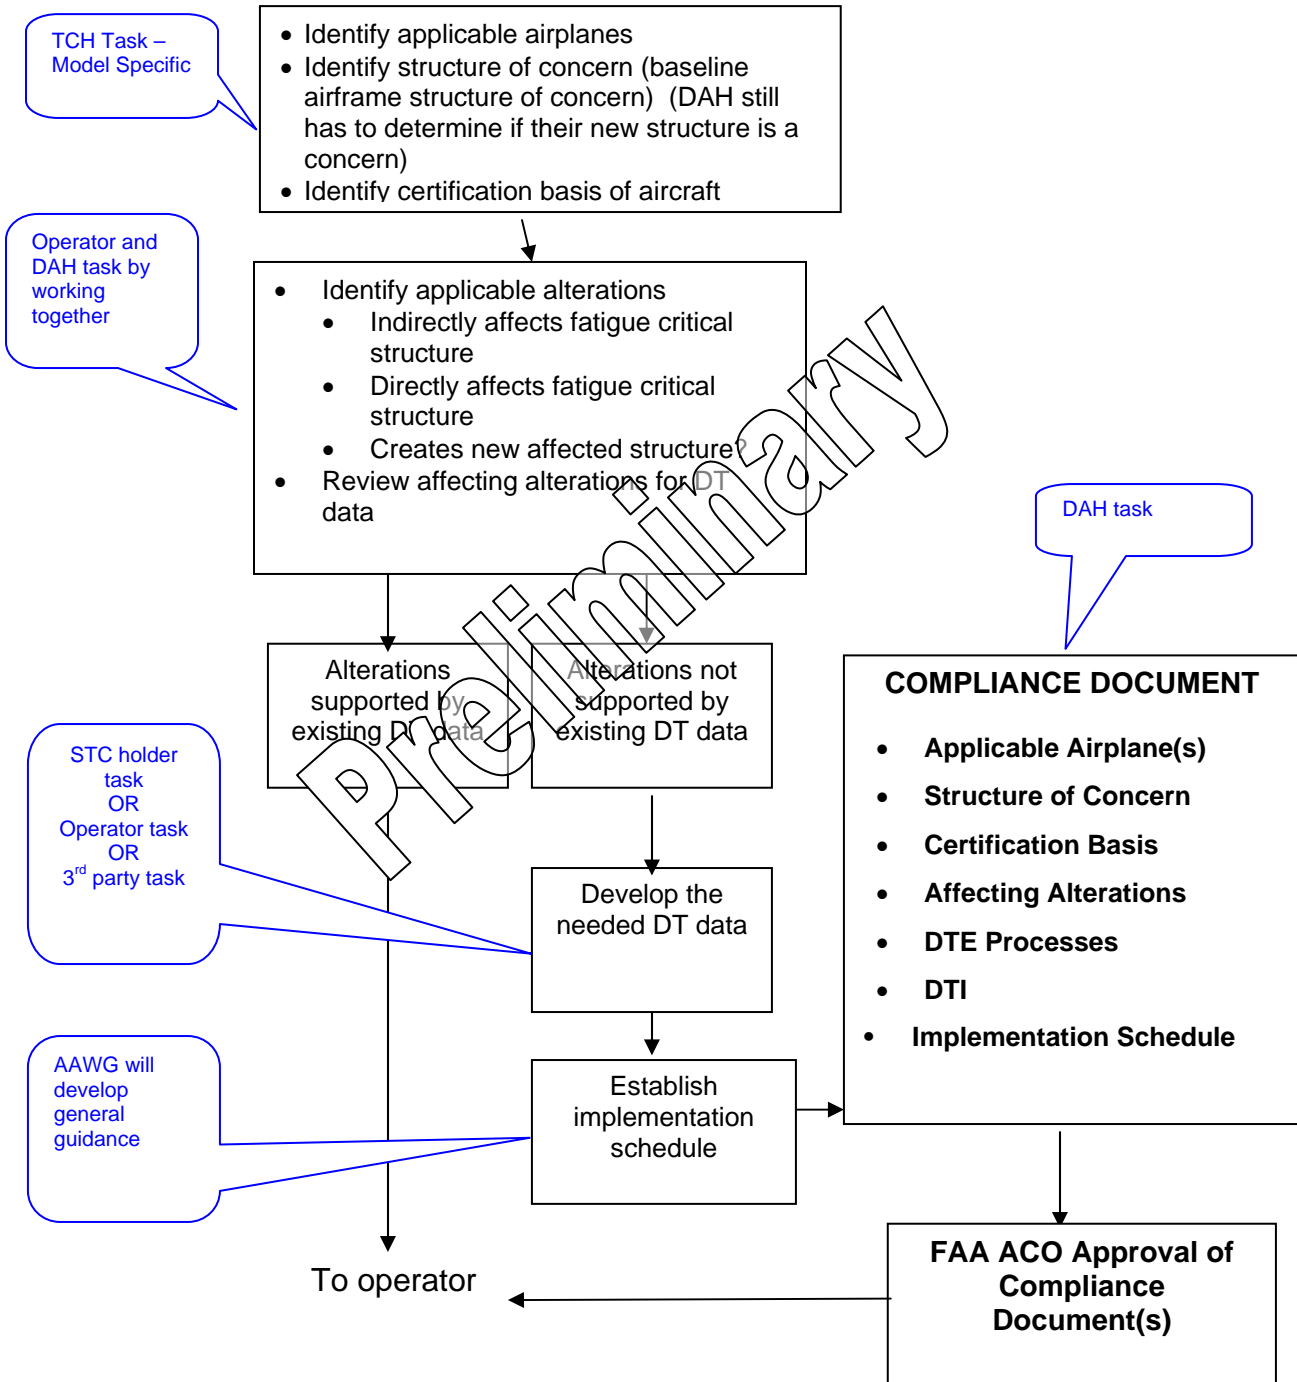 TCH Task –
Model Specific
• Identify applicable airplanes
• Identify structure of concern (baseline
airframe structure of concern)  (DAH still
has to determine if their new structure is a
concern)
• Identify certification basis of aircraft
Operator and
DAH task by
working
together
• Identify applicable alterations
• Indirectly affects fatigue critical
structure
• Directly affects fatigue critical
structure
• Creates new affected structure?
• Review affecting alterations for DT
data
Preliminary
DAH task
Alterations
supported by
existing DT data
Alterations not
supported by
existing DT data
COMPLIANCE DOCUMENT
• Applicable Airplane(s)
• Structure of Concern
• Certification Basis
• Affecting Alterations
• DTE Processes
• DTI
• Implementation Schedule
STC holder
task
OR
Operator task
OR
3rd party task
Develop the
needed DT data
AAWG will
develop
general
guidance
Establish
implementation
schedule
To operator
FAA ACO Approval of
Compliance
Document(s)